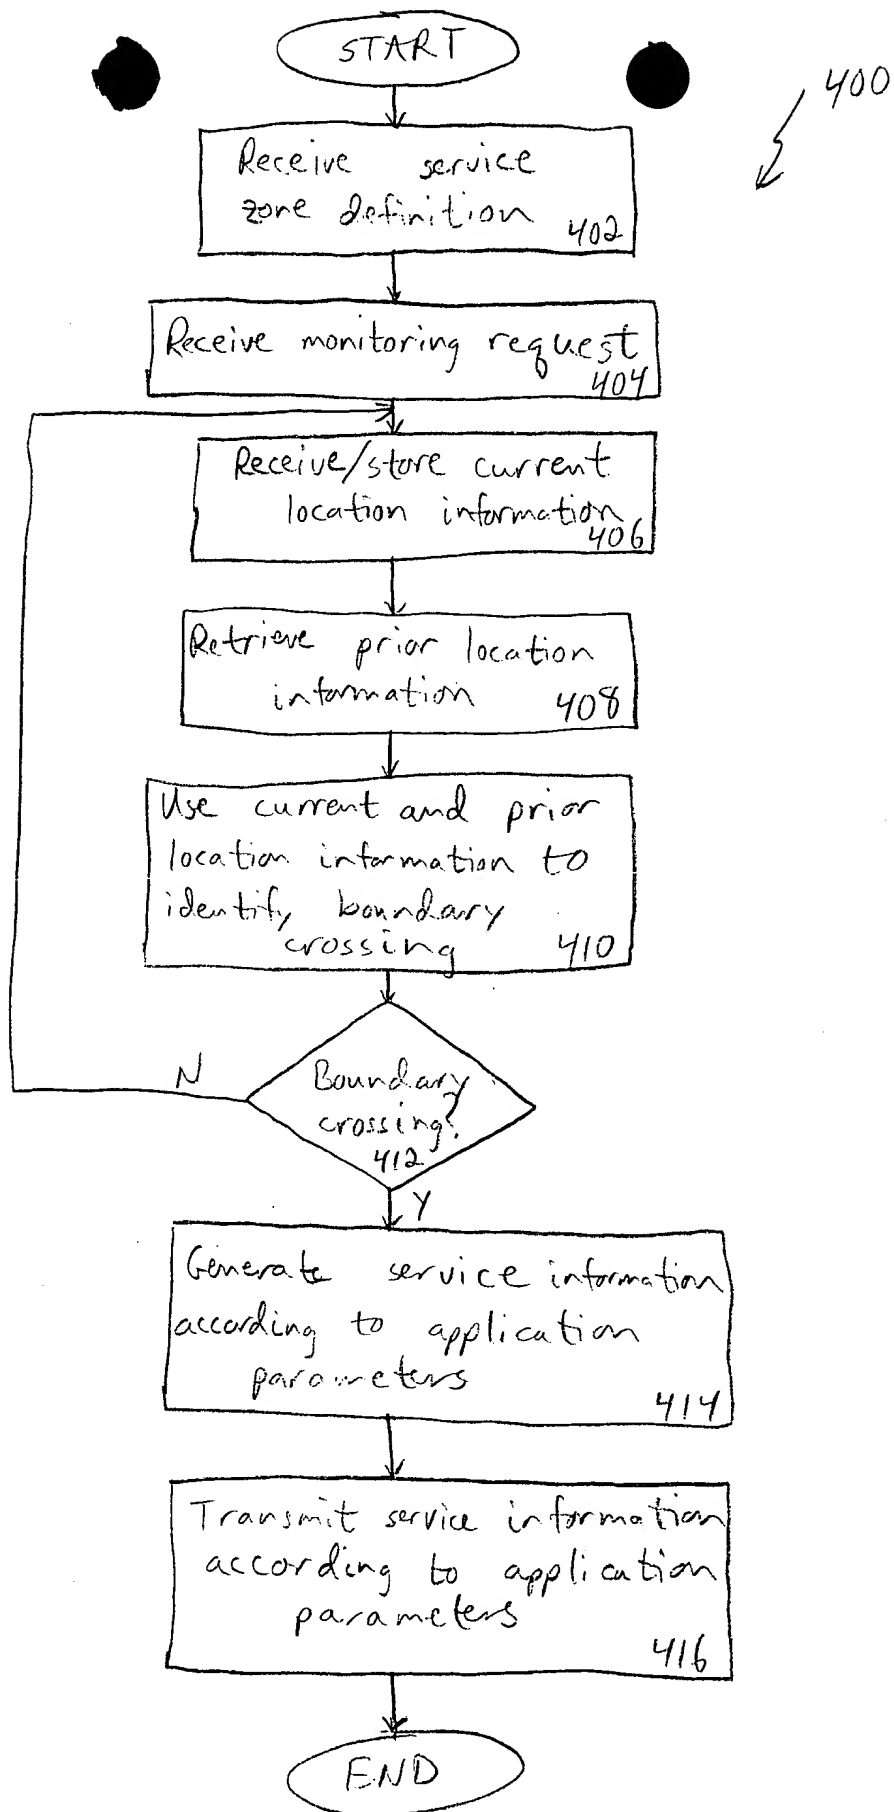 START
400
Receive service
zone definition
402
Receive monitoring request
404
Receive/store current
location information
406
Retrieve prior location
information
408
Use current and prior
location information to
identify boundary
crossing
410
N
Boundary
crossing?
412
Y
Generate service information
according to application
parameters
414
Transmit service information
according to application
parameters
416
END